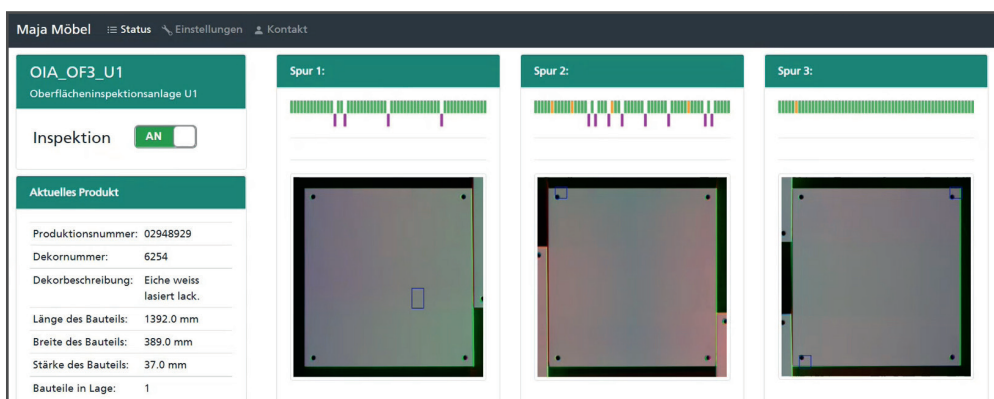 Maja Möbel Status Einstellungen Kontakt
OIA_OF3_U1
Oberflächeninspektionsanlage U1
Inspektion AN
Aktuelles Produkt
Produktionsnummer: 02948929
Dekornummer: 6254
Dekorbeschreibung: Eiche weiss
lasiert lack.
Länge des Bauteils: 1392.0 mm
Breite des Bauteils: 389.0 mm
Stärke des Bauteils: 37.0 mm
Bauteile in Lage: 1
Spur 1:
Spur 2:
Spur 3: